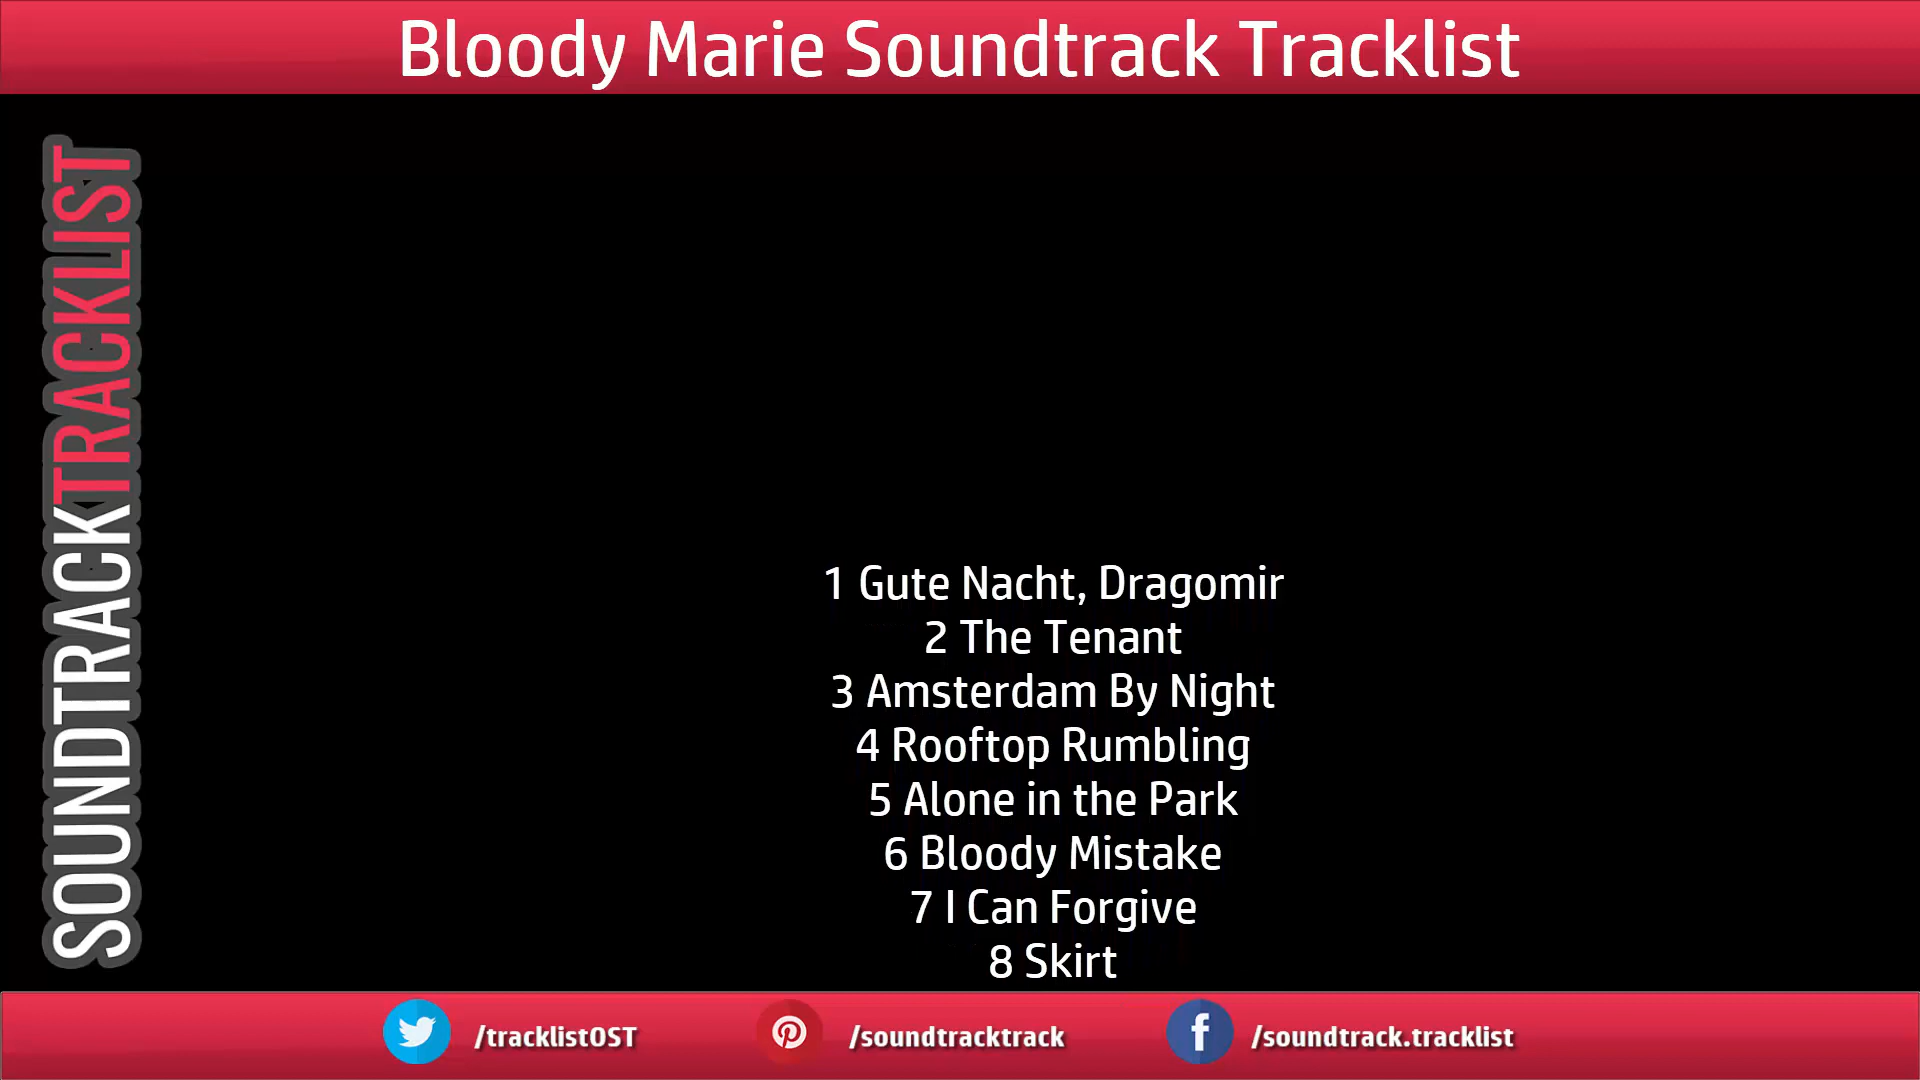 Bloody Marie Soundtrack Tracklist
SOUNDTRACKTRACKLIST
1 Gute Nacht, Dragomir
2 The Tenant
3 Amsterdam By Night
4 Rooftop Rumbling
5 Alone in the Park
6 Bloody Mistake
7 I Can Forgive
8 Skirt
/tracklistOST
/soundtracktrack
/soundtrack.tracklist